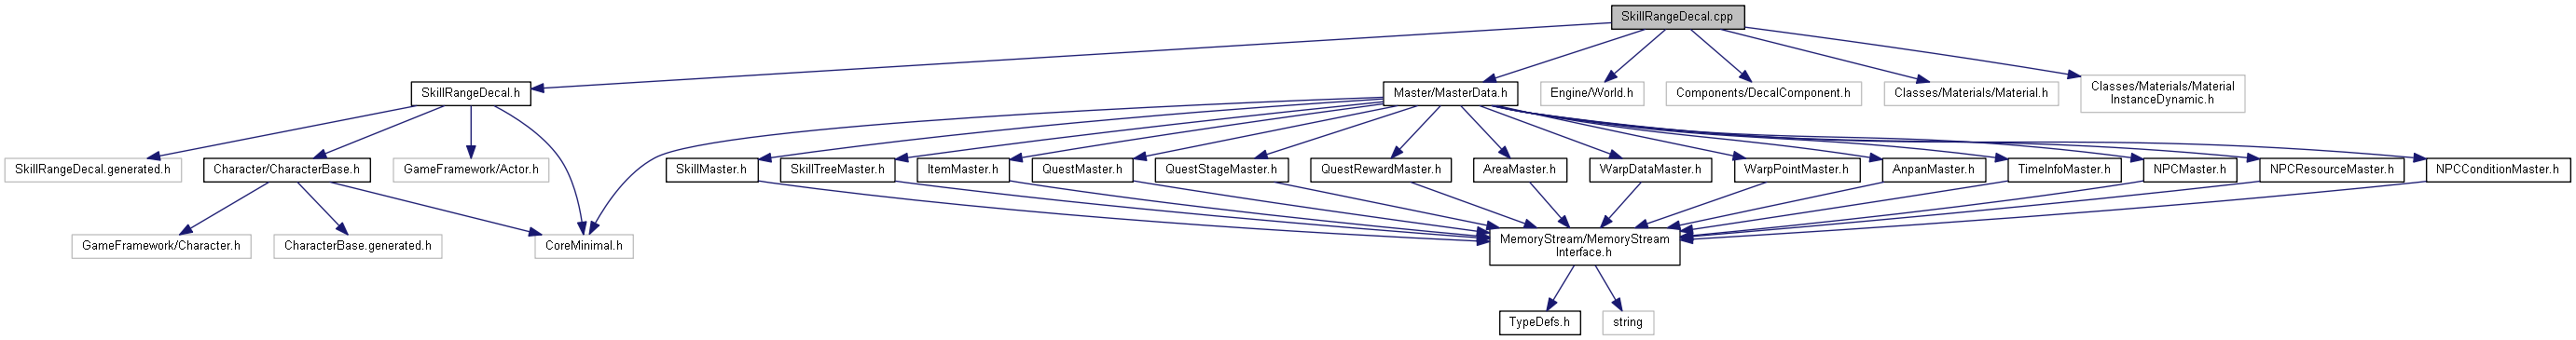 SkillRangeDecal.cpp
SkillRangeDecal.h
Master/MasterData.h
Engine/World.h
Components/DecalComponent.h
Classes/Materials/Material.h
Classes/Materials/Material
InstanceDynamic.h
SkillRangeDecal.generated.h
Character/CharacterBase.h
GameFramework/Actor.h
SkillMaster.h
SkillTreeMaster.h
ItemMaster.h
QuestMaster.h
QuestStageMaster.h
QuestRewardMaster.h
AreaMaster.h
WarpDataMaster.h
WarpPointMaster.h
AnpanMaster.h
TimeInfoMaster.h
NPCMaster.h
NPCResourceMaster.h
NPCConditionMaster.h
GameFramework/Character.h
CharacterBase.generated.h
CoreMinimal.h
MemoryStream/MemoryStream
Interface.h
TypeDefs.h
string